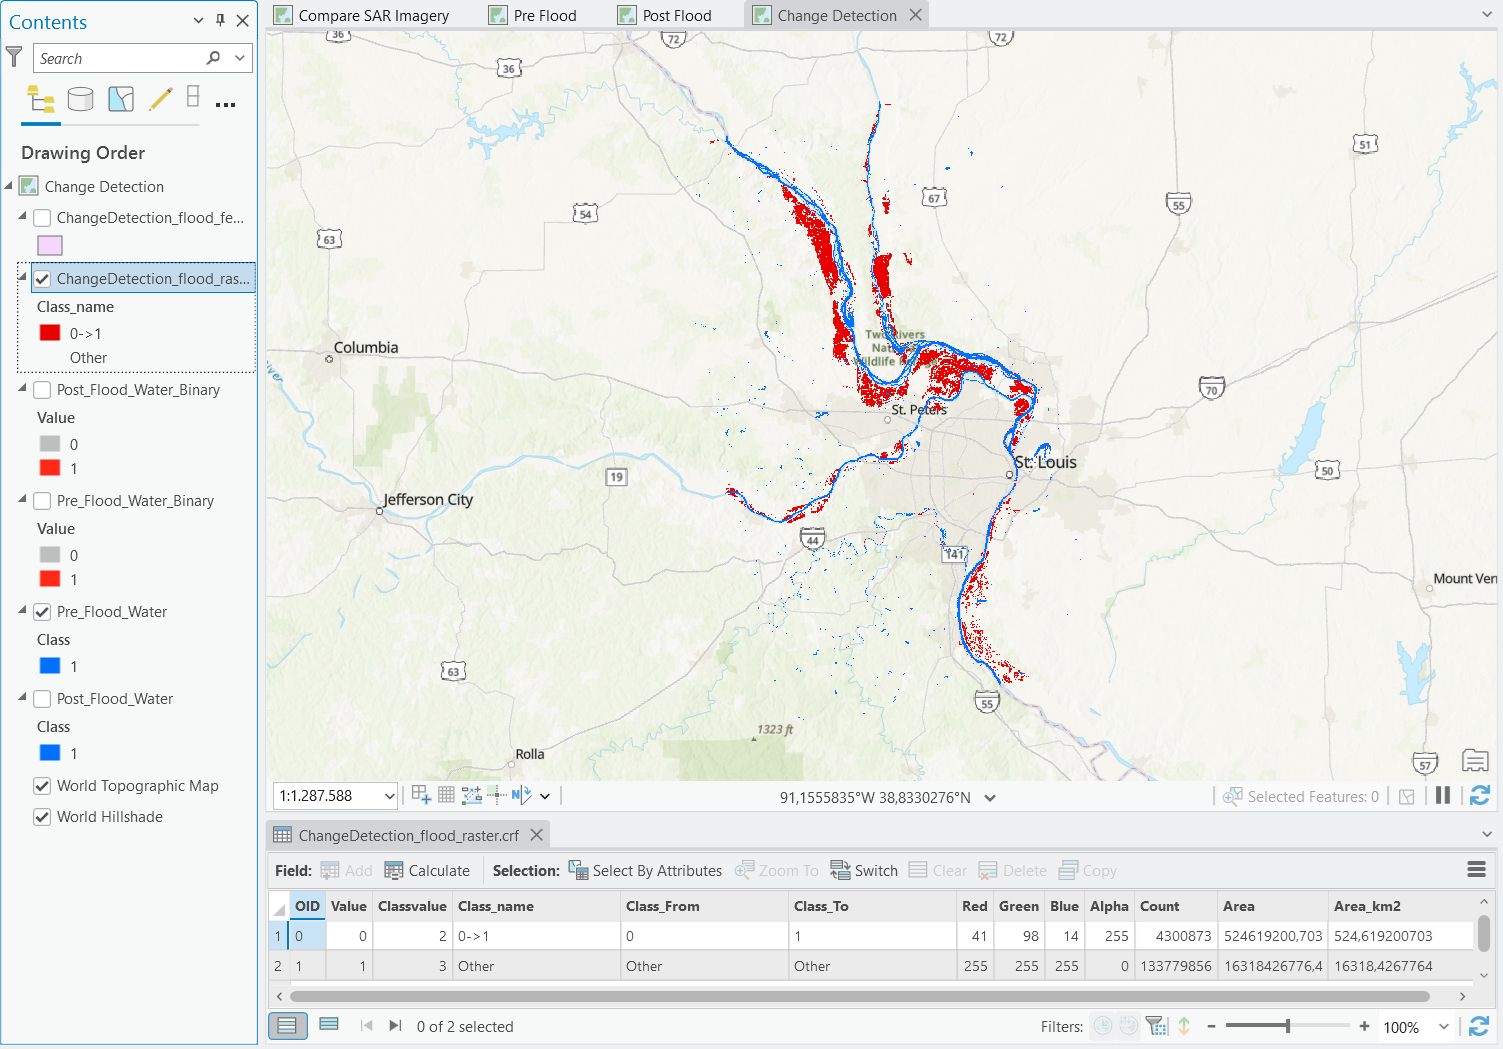 Contents
Search
Drawing Order
Change Detection
ChangeDetection_flood_fe...
ChangeDetection_flood_ras...
Class_name
0->1
Other
Post_Flood_Water_Binary
Value
0
1
Pre_Flood_Water_Binary
Value
0
1
Pre_Flood_Water
Class
1
Post_Flood_Water
Class
1
World Topographic Map
World Hillshade
Compare SAR Imagery
Pre Flood
Post Flood
Change Detection
36
72
72
36
51
67
55
54
63
Two Rivers
National
Wildlife Refuge
Columbia
70
St. Peters
St. Louis
50
19
Jefferson City
44
141
Mount Ver
63
55
1323 ft
Rolla
57
iver
1:1.287.588
91,1555835°W 38,8330276°N
Selected Features: 0
ChangeDetection_flood_raster.crf
Field: Add Calculate Selection: Select By Attributes Zoom To Switch Clear Delete Copy
OID Value Classvalue Class_name Class_From Class_To Red Green Blue Alpha Count Area Area_km2
1 0 0 2 0->1 0 1 41 98 14 255 4300873 524619200,703 524,619200703
2 1 1 3 Other Other Other 255 255 255 0 133779856 16318426776,4 16318,4267764
0 of 2 selected
Filters:
100%